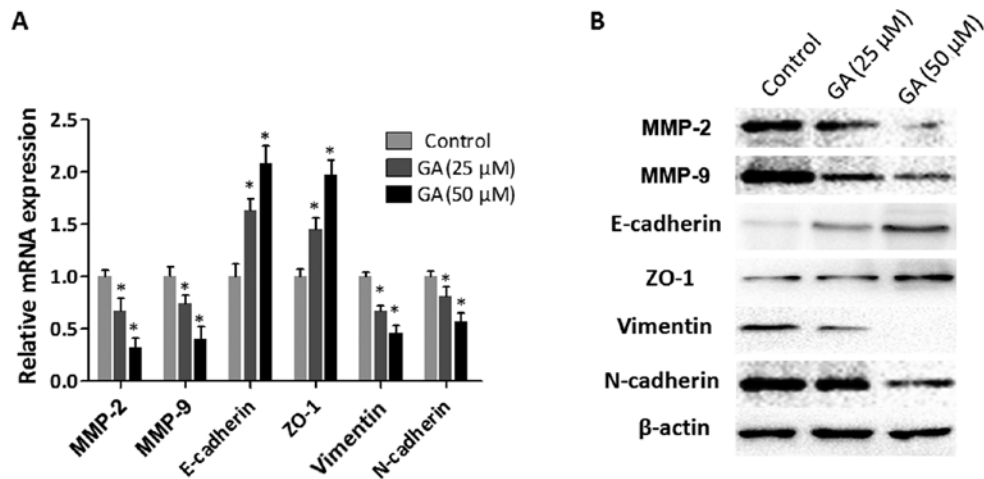 A
Relative mRNA expression
2.5
2.0
1.5
1.0
0.5
0.0
Control
GA (25 μM)
GA (50 μM)
* * * * * * * * * * * *
MMP-2
MMP-9
E-cadherin
ZO-1
Vimentin
N-cadherin
B
Control
GA (25 μM)
GA (50 μM)
MMP-2
MMP-9
E-cadherin
ZO-1
Vimentin
N-cadherin
β-actin